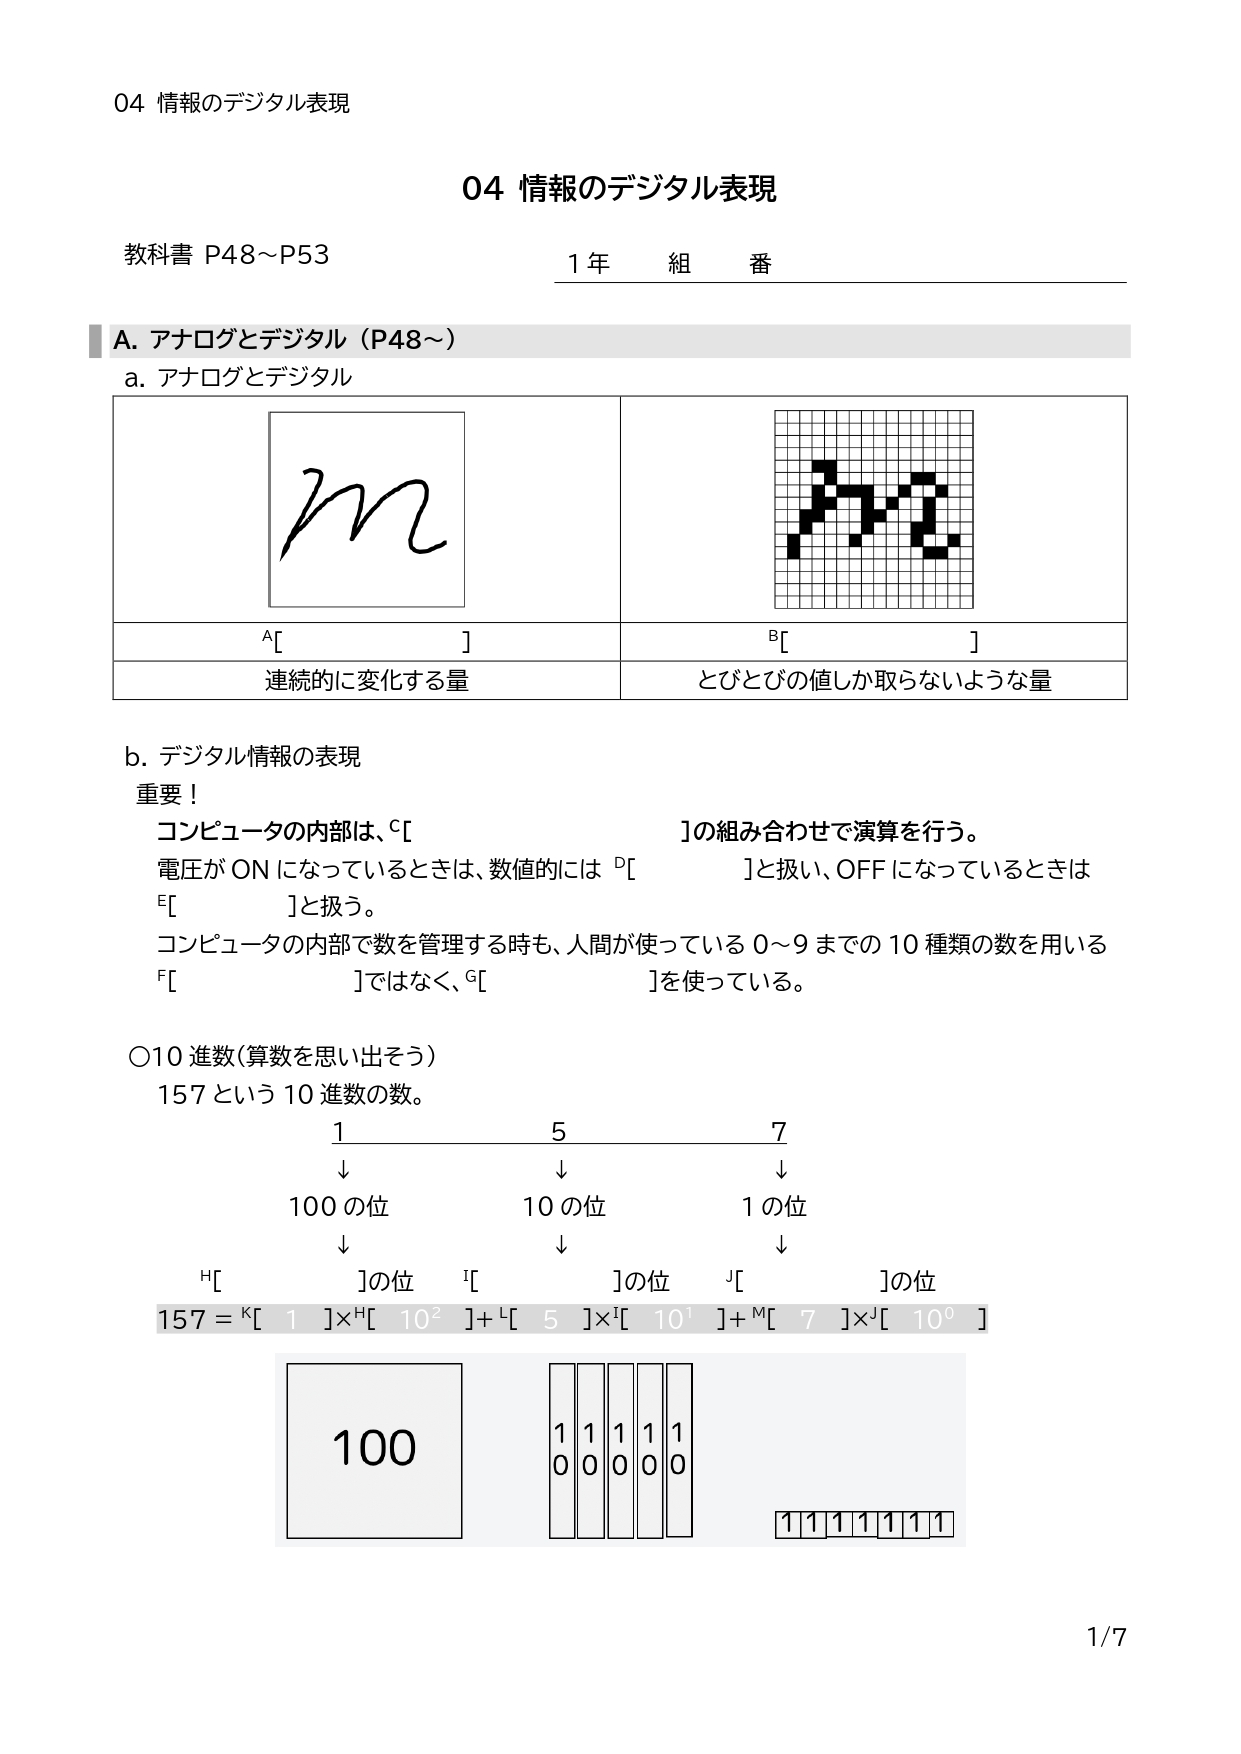 04 情報のデジタル表現
04 情報のデジタル表現
教科書 P48～P53
1年 組 番
A. アナログとデジタル（P48～）
a. アナログとデジタル
m
A[ ] B[ ]
連続的に変化する量 とびとびの値しか取らないような量
b. デジタル情報の表現
重要！
コンピュータの内部は、C[ ]の組み合わせで演算を行う。
電圧が ON になっているときは、数値的には D[ ]と扱い、OFF になっているときは
E[ ]と扱う。
コンピュータの内部で数を管理する時も、人間が使っている 0～9 までの 10 種類の数を用いる
F[ ]ではなく、G[ ]を使っている。
〇10 進数(算数を思い出そう)
157 という 10 進数の数。
1 5 7
↓ ↓ ↓
100 の位 10 の位 1 の位
↓ ↓ ↓
H[ ]の位 I[ ]の位 J[ ]の位
157 = K[ 1 ]×H[ 10² ]+ L[ 5 ]×I[ 10¹ ]+ M[ 7 ]×J[ 10⁰ ]
100 10 10 10 10 10 1 1 1 1 1 1 1
1/7